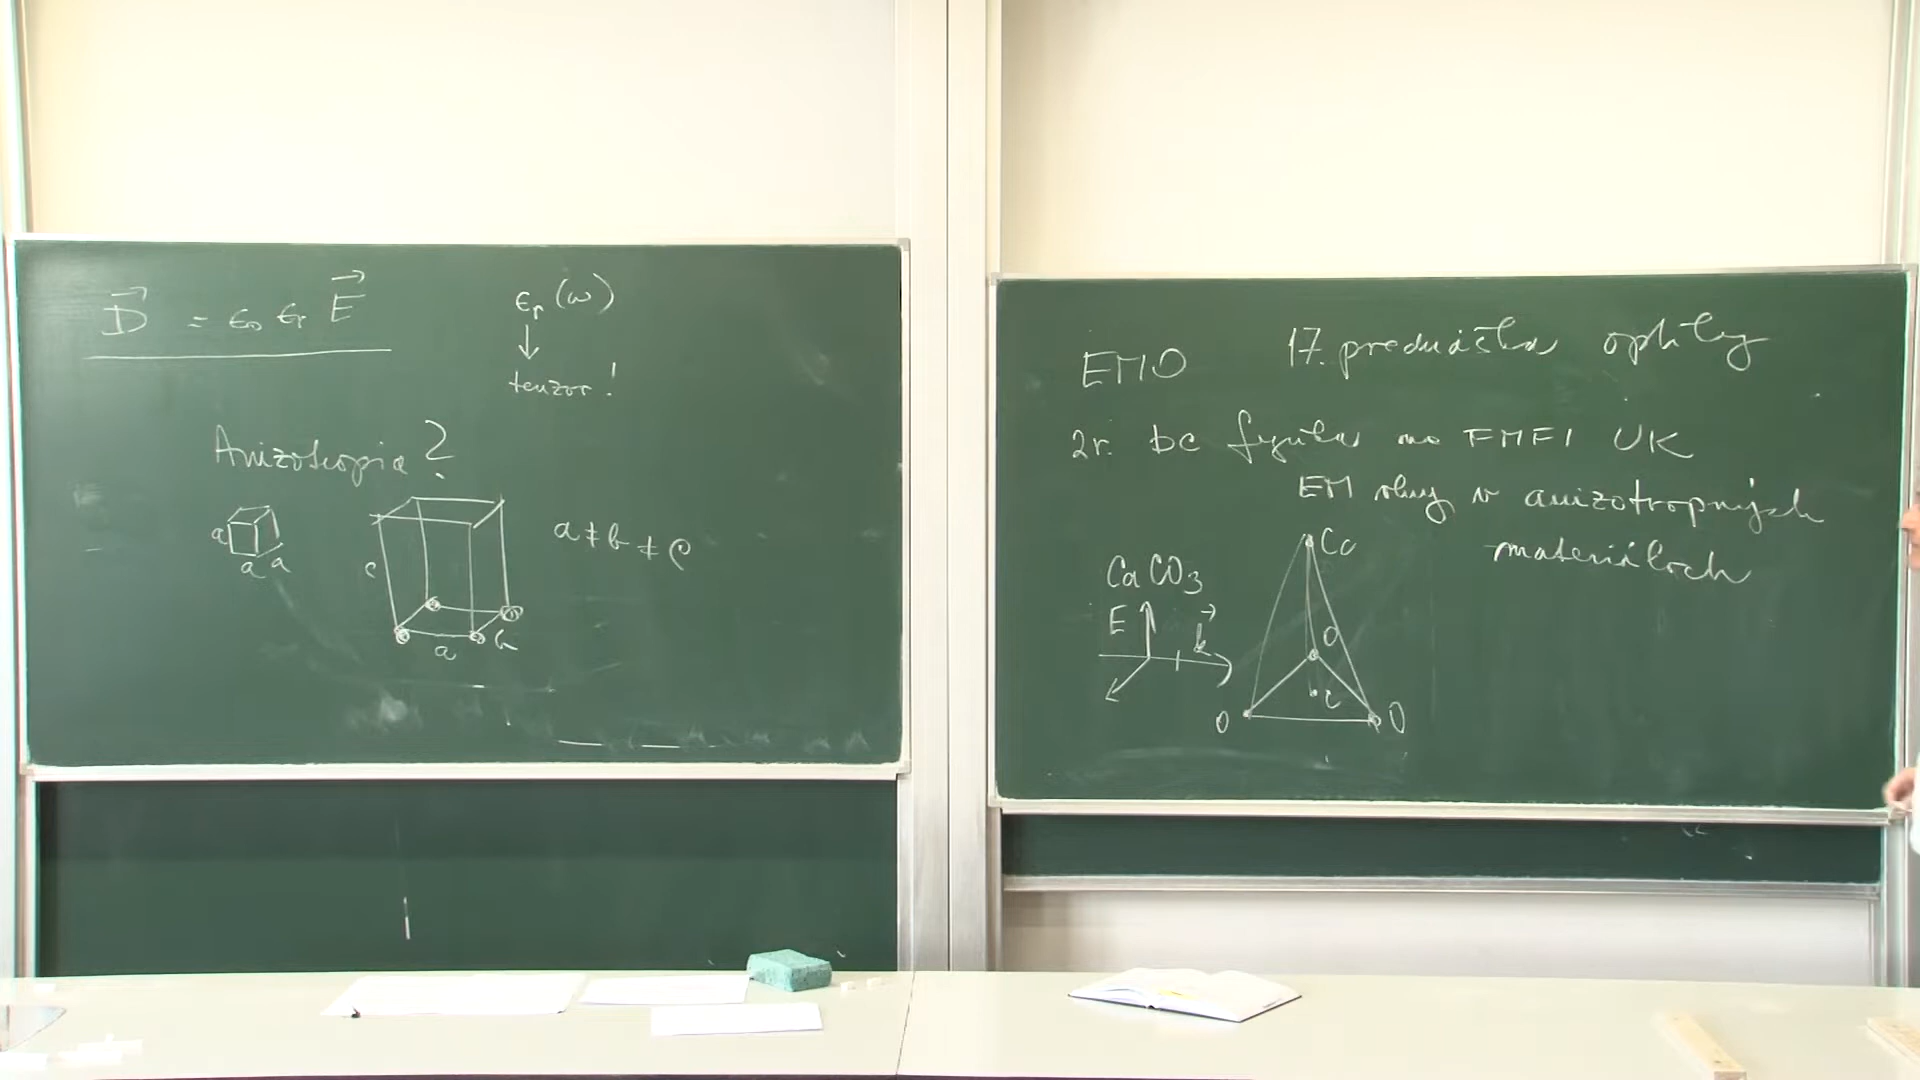 D⃗ = ε₀ εᵣ E⃗
εᵣ (ω)
↓
tenzor !
Anizotropia ?
a
a a
c
a b
a ≠ b ≠ c
EMO 17. prednáška optiky
2r. bc fyzika na FMFI UK
EM vlny v anizotropných
materiáloch
CaCO₃
E k⃗
Ca
O
C
O O